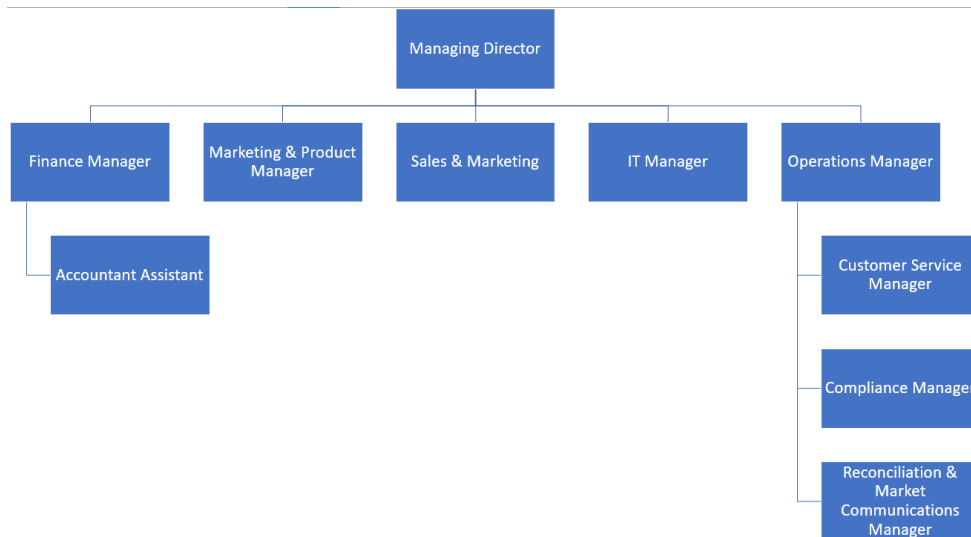 Managing Director
Finance Manager
Marketing & Product
Manager
Sales & Marketing
IT Manager
Operations Manager
Accountant Assistant
Customer Service
Manager
Compliance Manager
Reconciliation &
Market
Communications
Manager